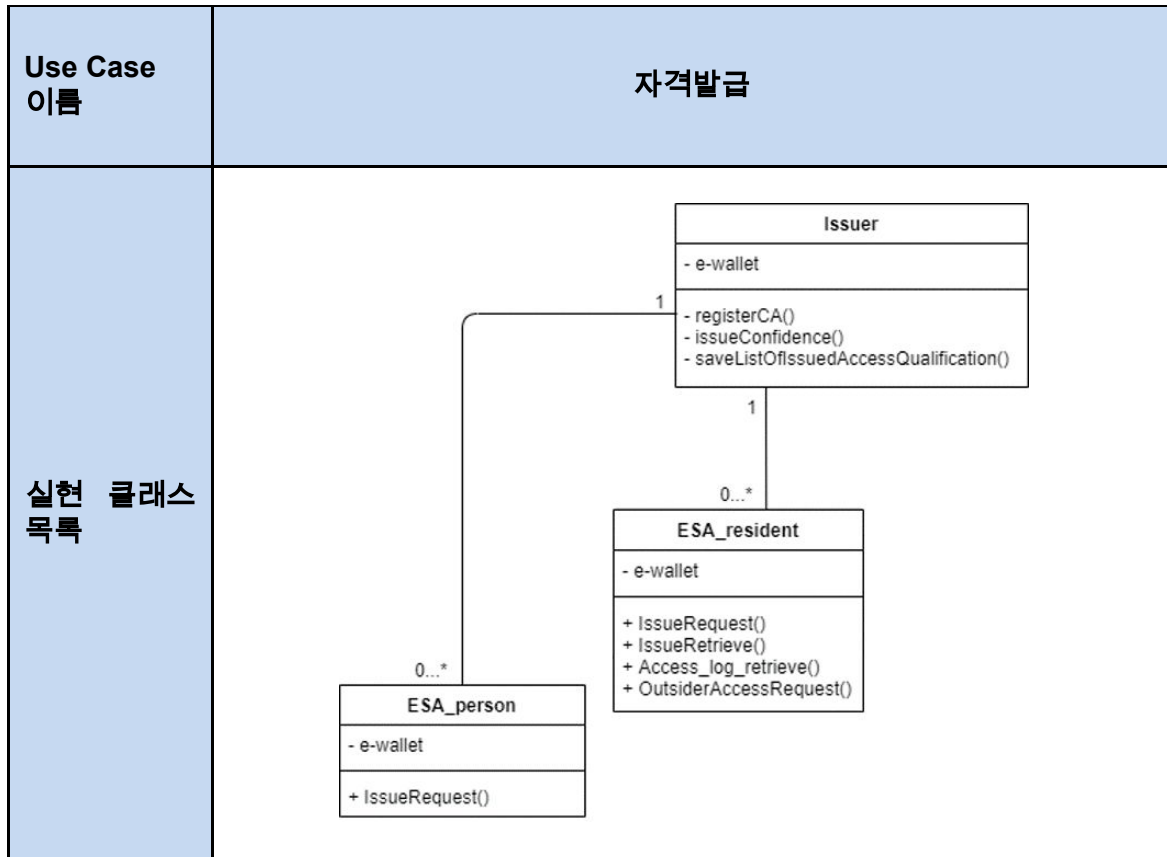 Use Case
이름
자격발급
실현 클래스
목록
Issuer
- e-wallet
- registerCA()
- issueConfidence()
- saveListOfIssuedAccessQualification()
1
1
0...*
ESA_resident
- e-wallet
+ IssueRequest()
+ IssueRetrieve()
+ Access_log_retrieve()
+ OutsiderAccessRequest()
0...*
ESA_person
- e-wallet
+ IssueRequest()